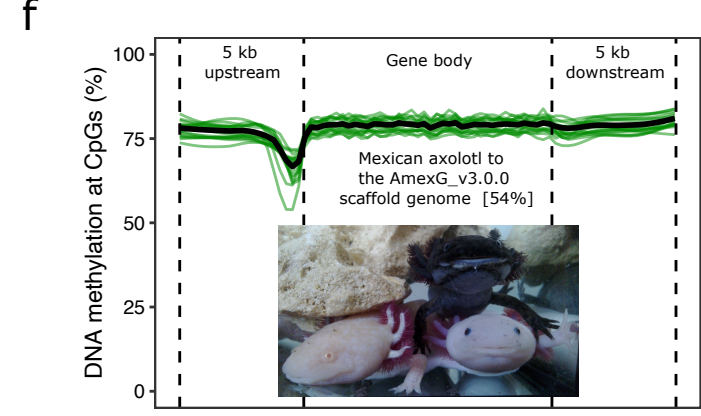 f
5 kb
upstream
Gene body
5 kb
downstream
100
75
50
25
0
DNA methylation at CpGs (%)
Mexican axolotl to
the AmexG_v3.0.0
scaffold genome [54%]